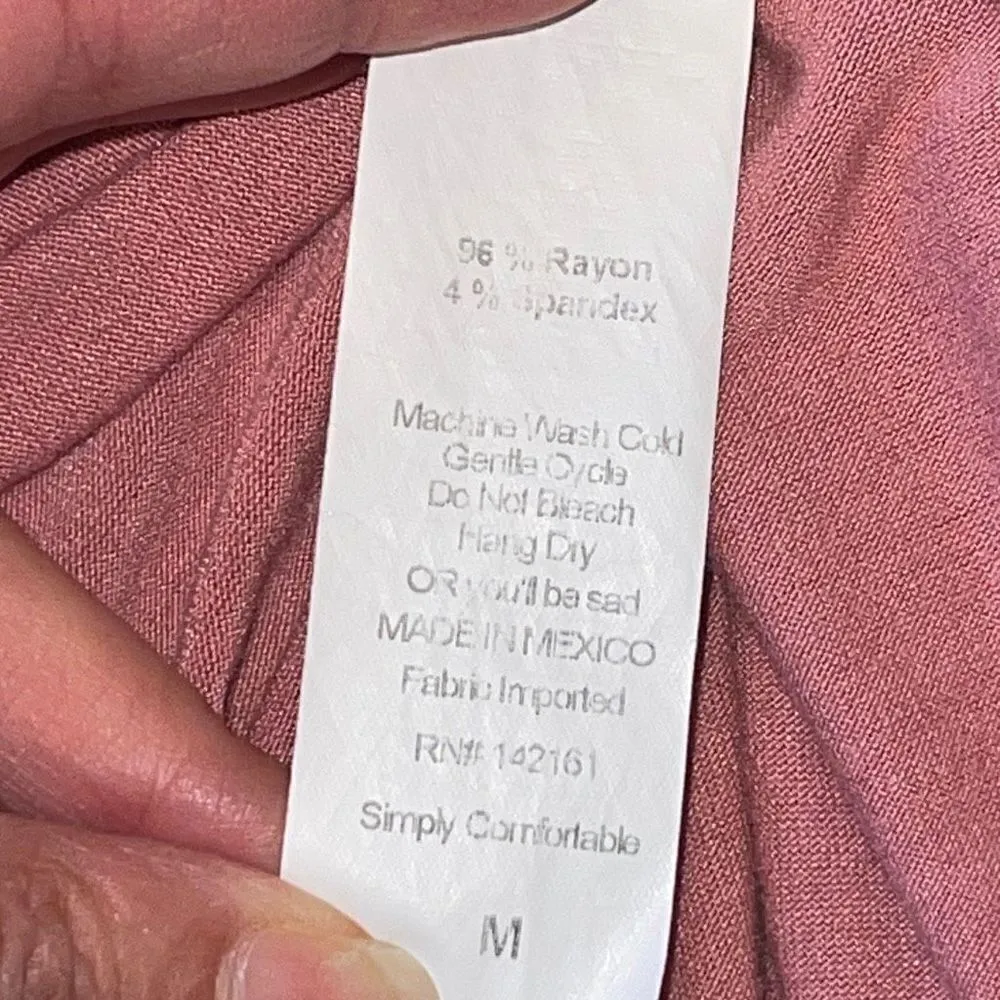 96 % Rayon
4 % Spandex
Machine Wash Cold
Gentle Cycle
Do Not Bleach
Hang Dry
OR you'll be sad
MADE IN MEXICO
Fabric Imported
RN# 142161
Simply Comfortable
M